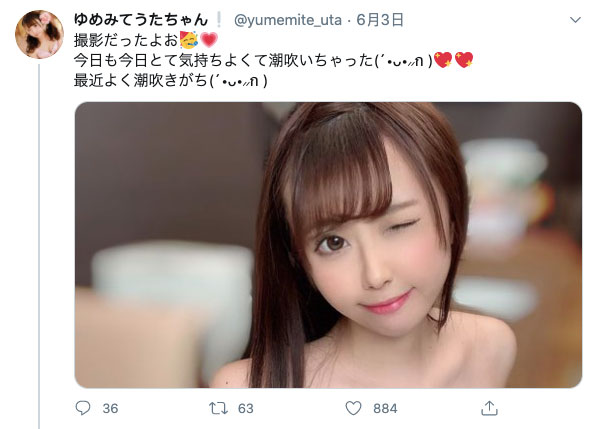 ゆめみてうたちゃん❕ @yumemite_uta · 6月3日
撮影だったよお🥳💗
今日も今日とて気持ちよくて潮吹いちゃった(´•ᴗ•⸝⸝ก )💖💖
最近よく潮吹きがち(´•ᴗ•⸝⸝ก )
36 63 884